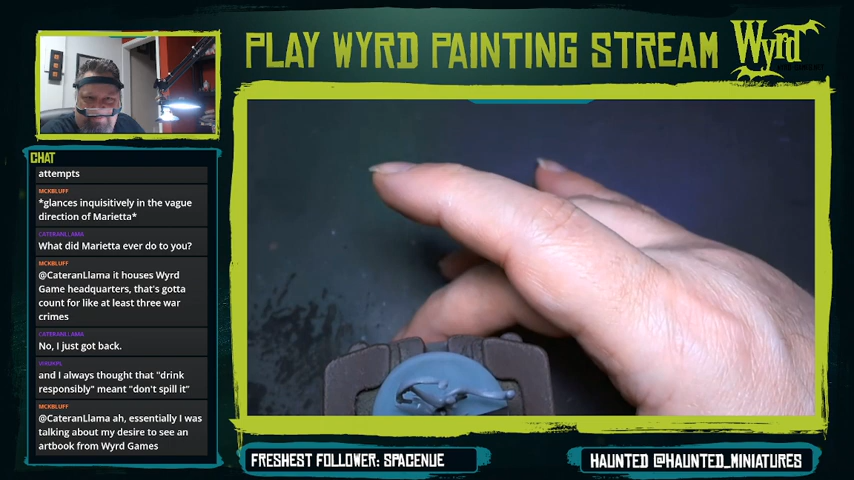 PLAY WYRD PAINTING STREAM
Wyrd
CHAT
attempts
MCKBLUFF
*glances inquisitively in the vague
direction of Marietta*
CATERANLLAMA
What did Marietta ever do to you?
MCKBLUFF
@CateranLlama it houses Wyrd
Game headquarters, that's gotta
count for like at least three war
crimes
CATERANLLAMA
No, I just got back.
and I always thought that "drink
responsibly" meant "don't spill it"
MCKBLUFF
@CateranLlama ah, essentially I was
talking about my desire to see an
artbook from Wyrd Games
FRESHEST FOLLOWER: SPACENUE
HAUNTED @HAUNTED_MINIATURES